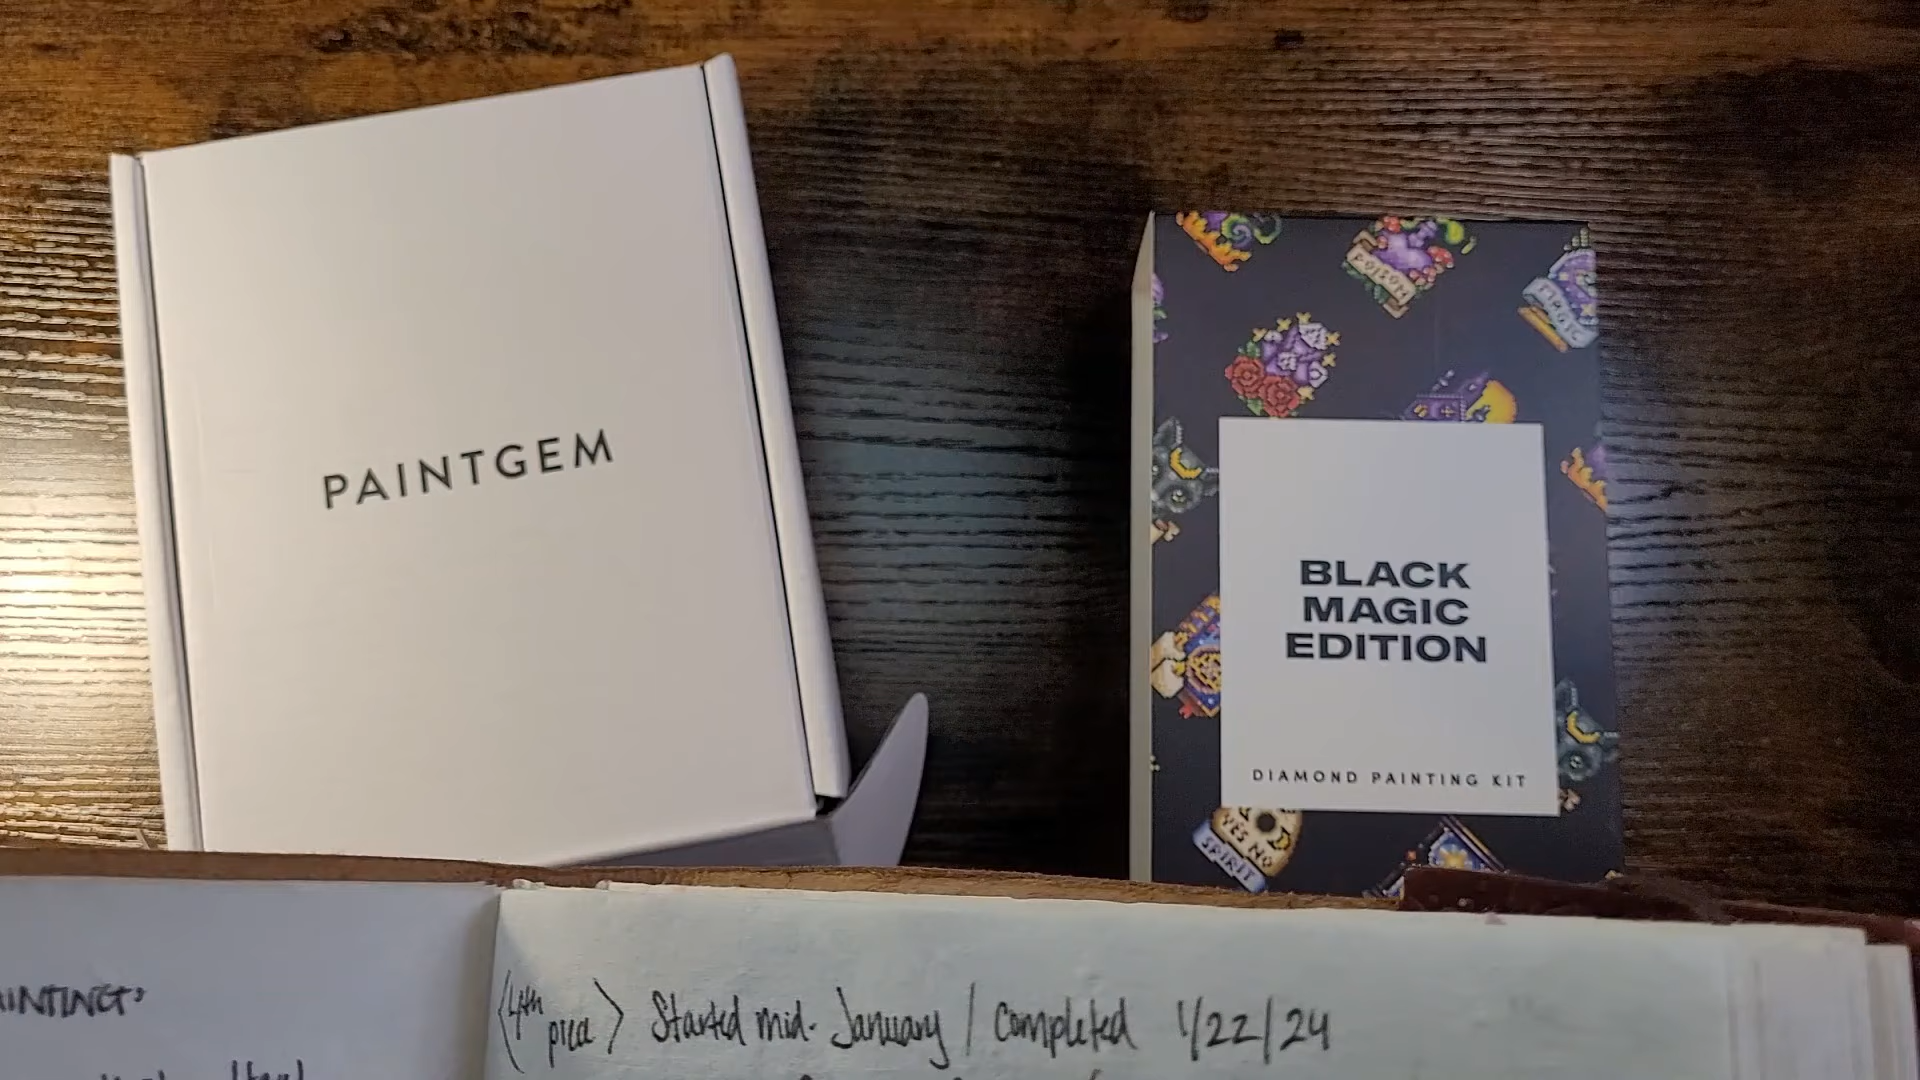 PAINTGEM
POISON
MAGIC
BLACK
MAGIC
EDITION
DIAMOND PAINTING KIT
YES NO
SPIRIT
<4th piece> Started mid-January / Completed 1/22/24